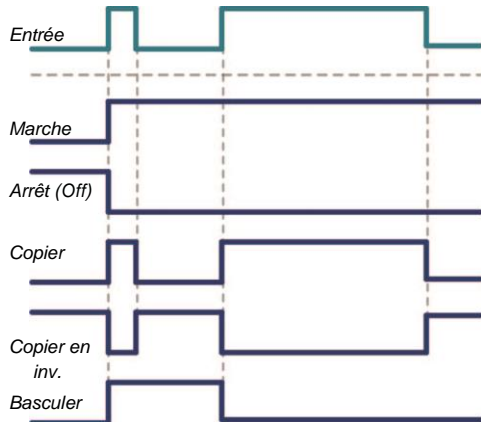 Entrée
Marche
Arrêt (Off)
Copier
Copier en
inv.
Basculer